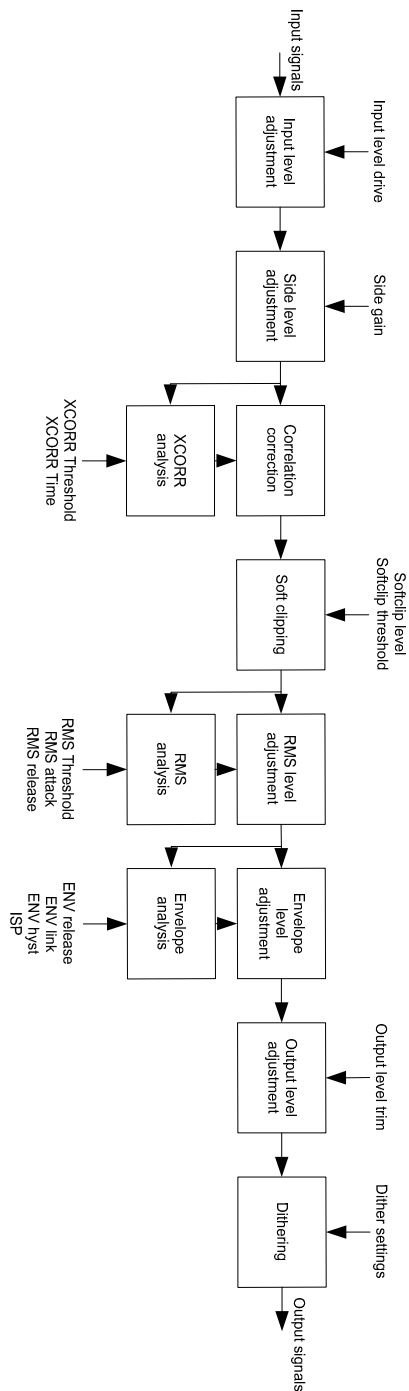 Input signals
Input level drive
Input level
adjustment
Side gain
Side level
adjustment
Correlation
correction
XCORR
analysis
XCORR Threshold
XCORR Time
Softclip level
Softclip threshold
Soft clipping
RMS level
adjustment
RMS
analysis
RMS Threshold
RMS attack
RMS release
Envelope
level
adjustment
Envelope
analysis
ENV release
ENV link
ENV hyst
ISP
Output level trim
Output level
adjustment
Dither settings
Dithering
Output signals